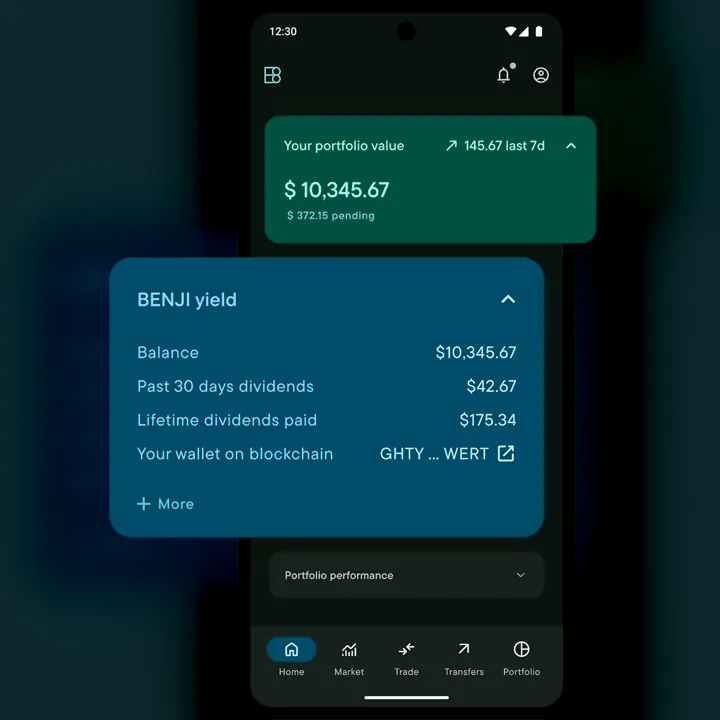 12:30
Your portfolio value
145.67 last 7d
$ 10,345.67
$ 372.15 pending
BENJI yield
Balance $10,345.67
Past 30 days dividends $42.67
Lifetime dividends paid $175.34
Your wallet on blockchain GHTY ... WERT
+ More
Portfolio performance
Home Market Trade Transfers Portfolio